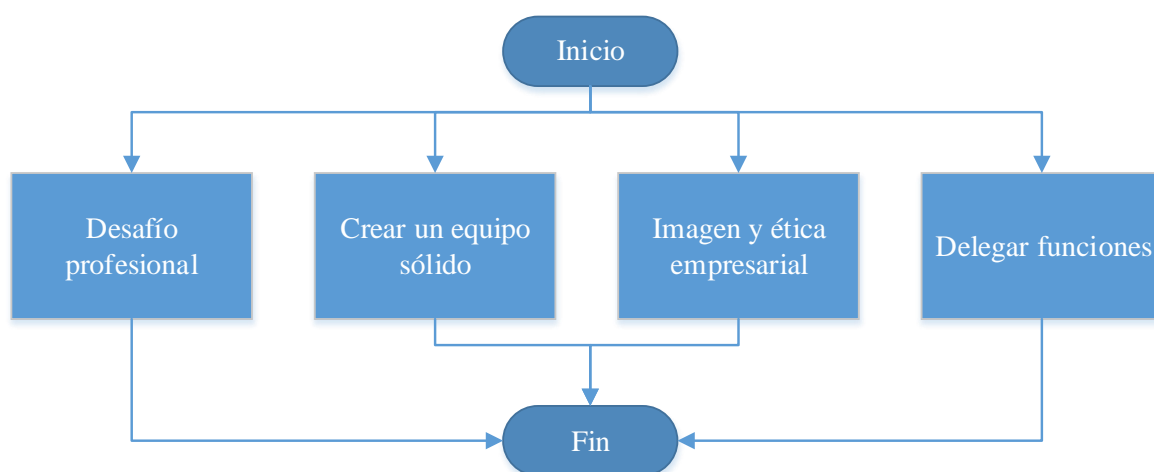 Inicio
Desafío
profesional
Crear un equipo
sólido
Imagen y ética
empresarial
Delegar funciones
Fin